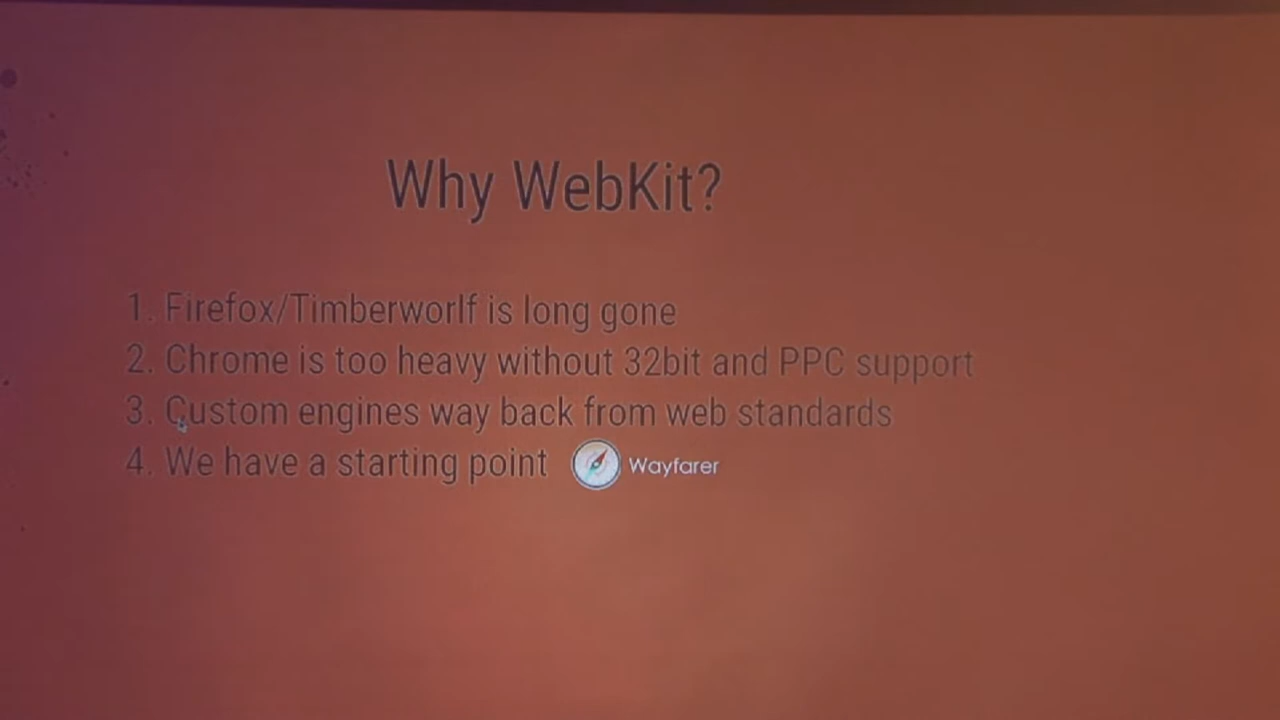 Why WebKit?
1. Firefox/Timberworlf is long gone
2. Chrome is too heavy without 32bit and PPC support
3. Custom engines way back from web standards
4. We have a starting point Wayfarer